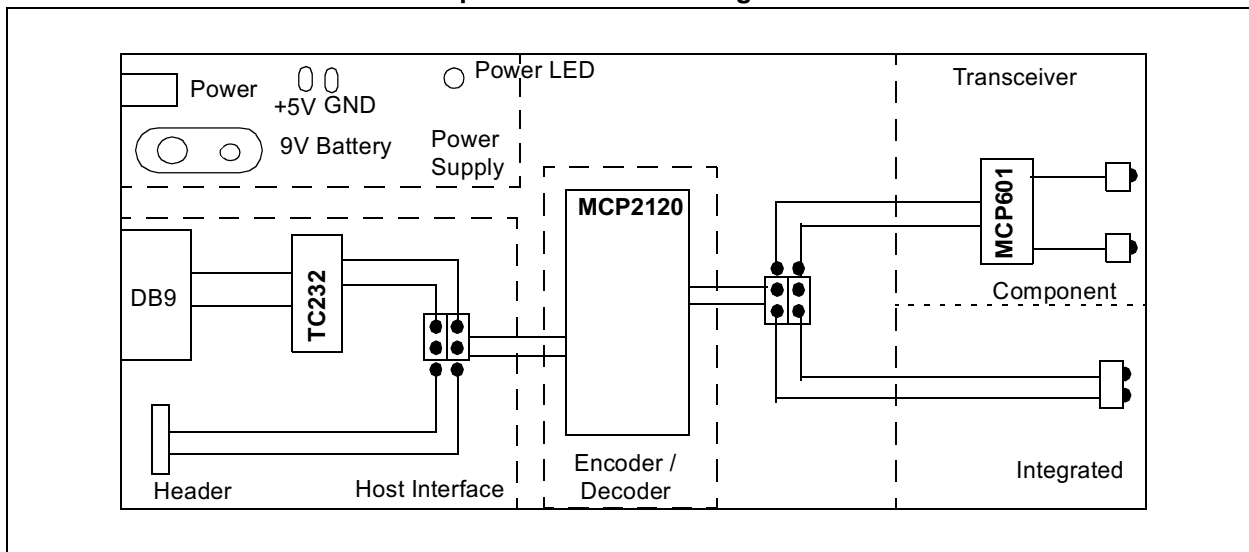 Power
+5V GND
Power LED
9V Battery
Power
Supply
Transceiver
MCP2120
MCP601
DB9
TC232
Component
Header
Host Interface
Encoder /
Decoder
Integrated